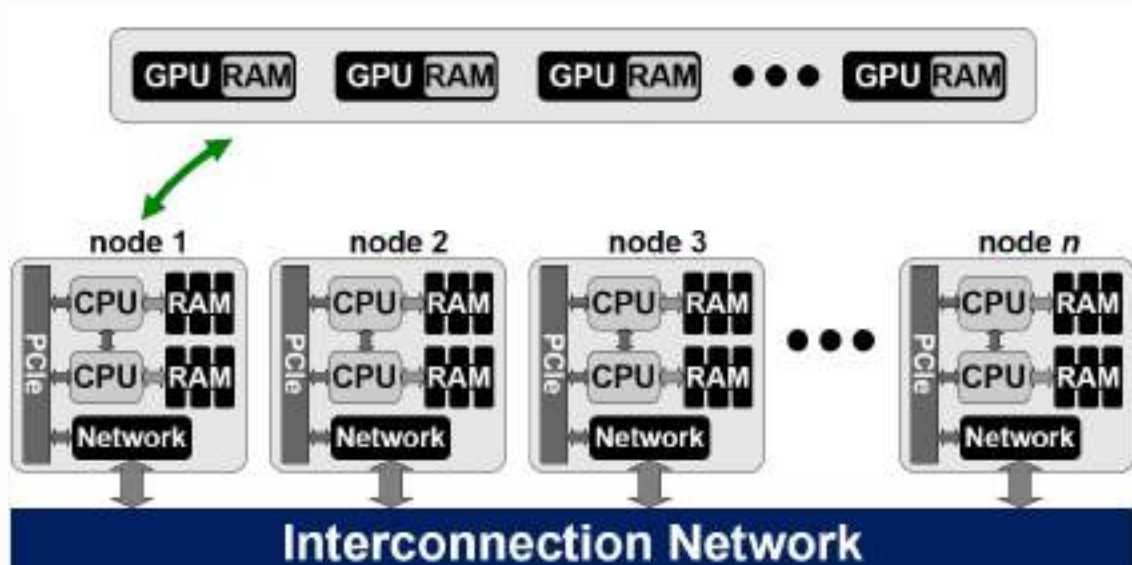 GPU RAM GPU RAM GPU RAM ●●● GPU RAM
node 1 node 2 node 3 node n
PCIe CPU RAM PCIe CPU RAM PCIe CPU RAM ●●● PCIe CPU RAM
CPU RAM CPU RAM CPU RAM CPU RAM
Network Network Network Network
Interconnection Network